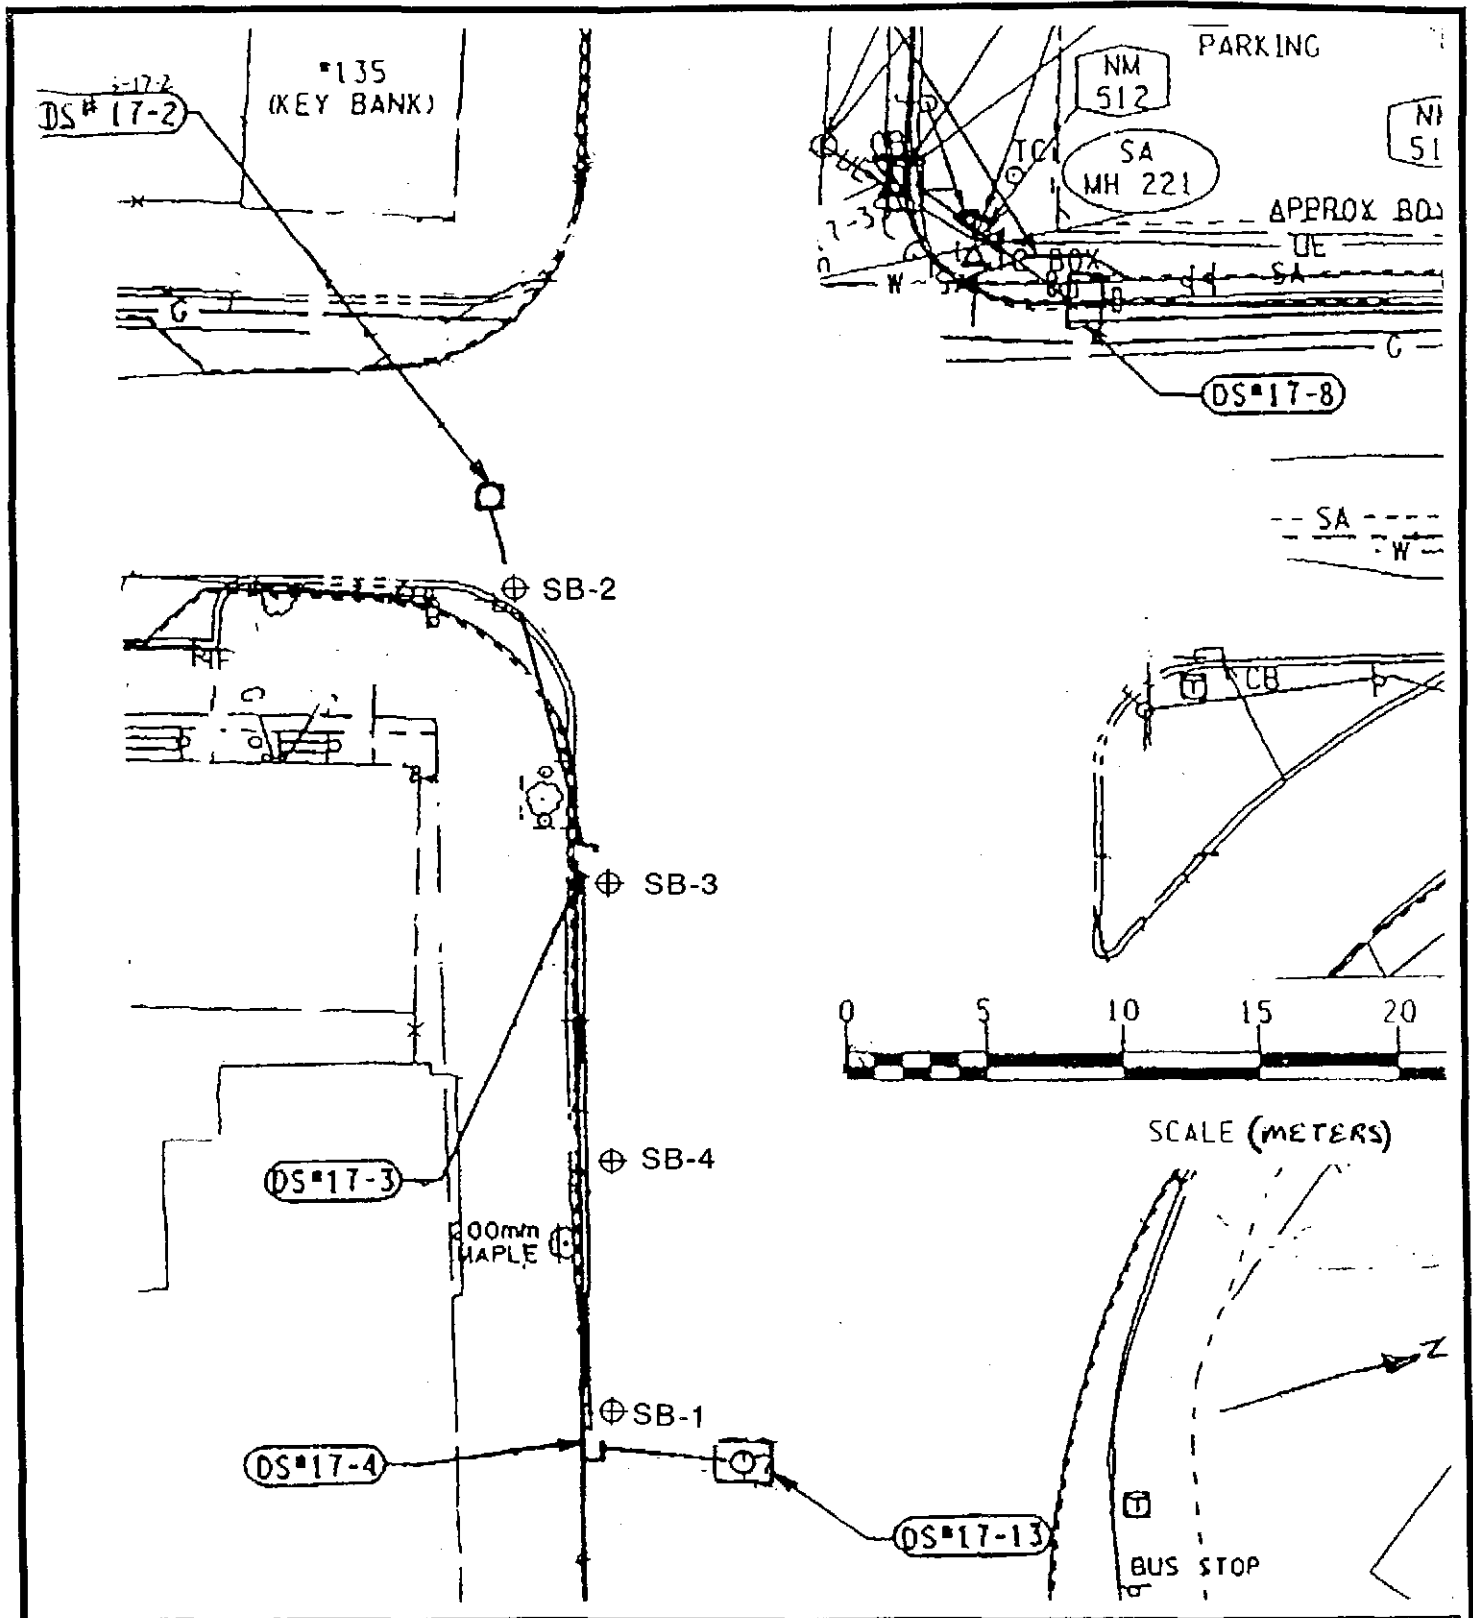 PARKING
"135
(KEY BANK)
NM
512
DS# 17-2
SA
MH 221
TC
51
APPROX
UE
BOX
SA
W
G
G
DS"17-8
SA
W
SB-2
CB
T
SB-3
0 5 10 15 20
SCALE (METERS)
SB-4
DS"17-3
00mm
MAPLE
Z
SB-1
DS"17-4
DS"17-13
T
BUS STOP